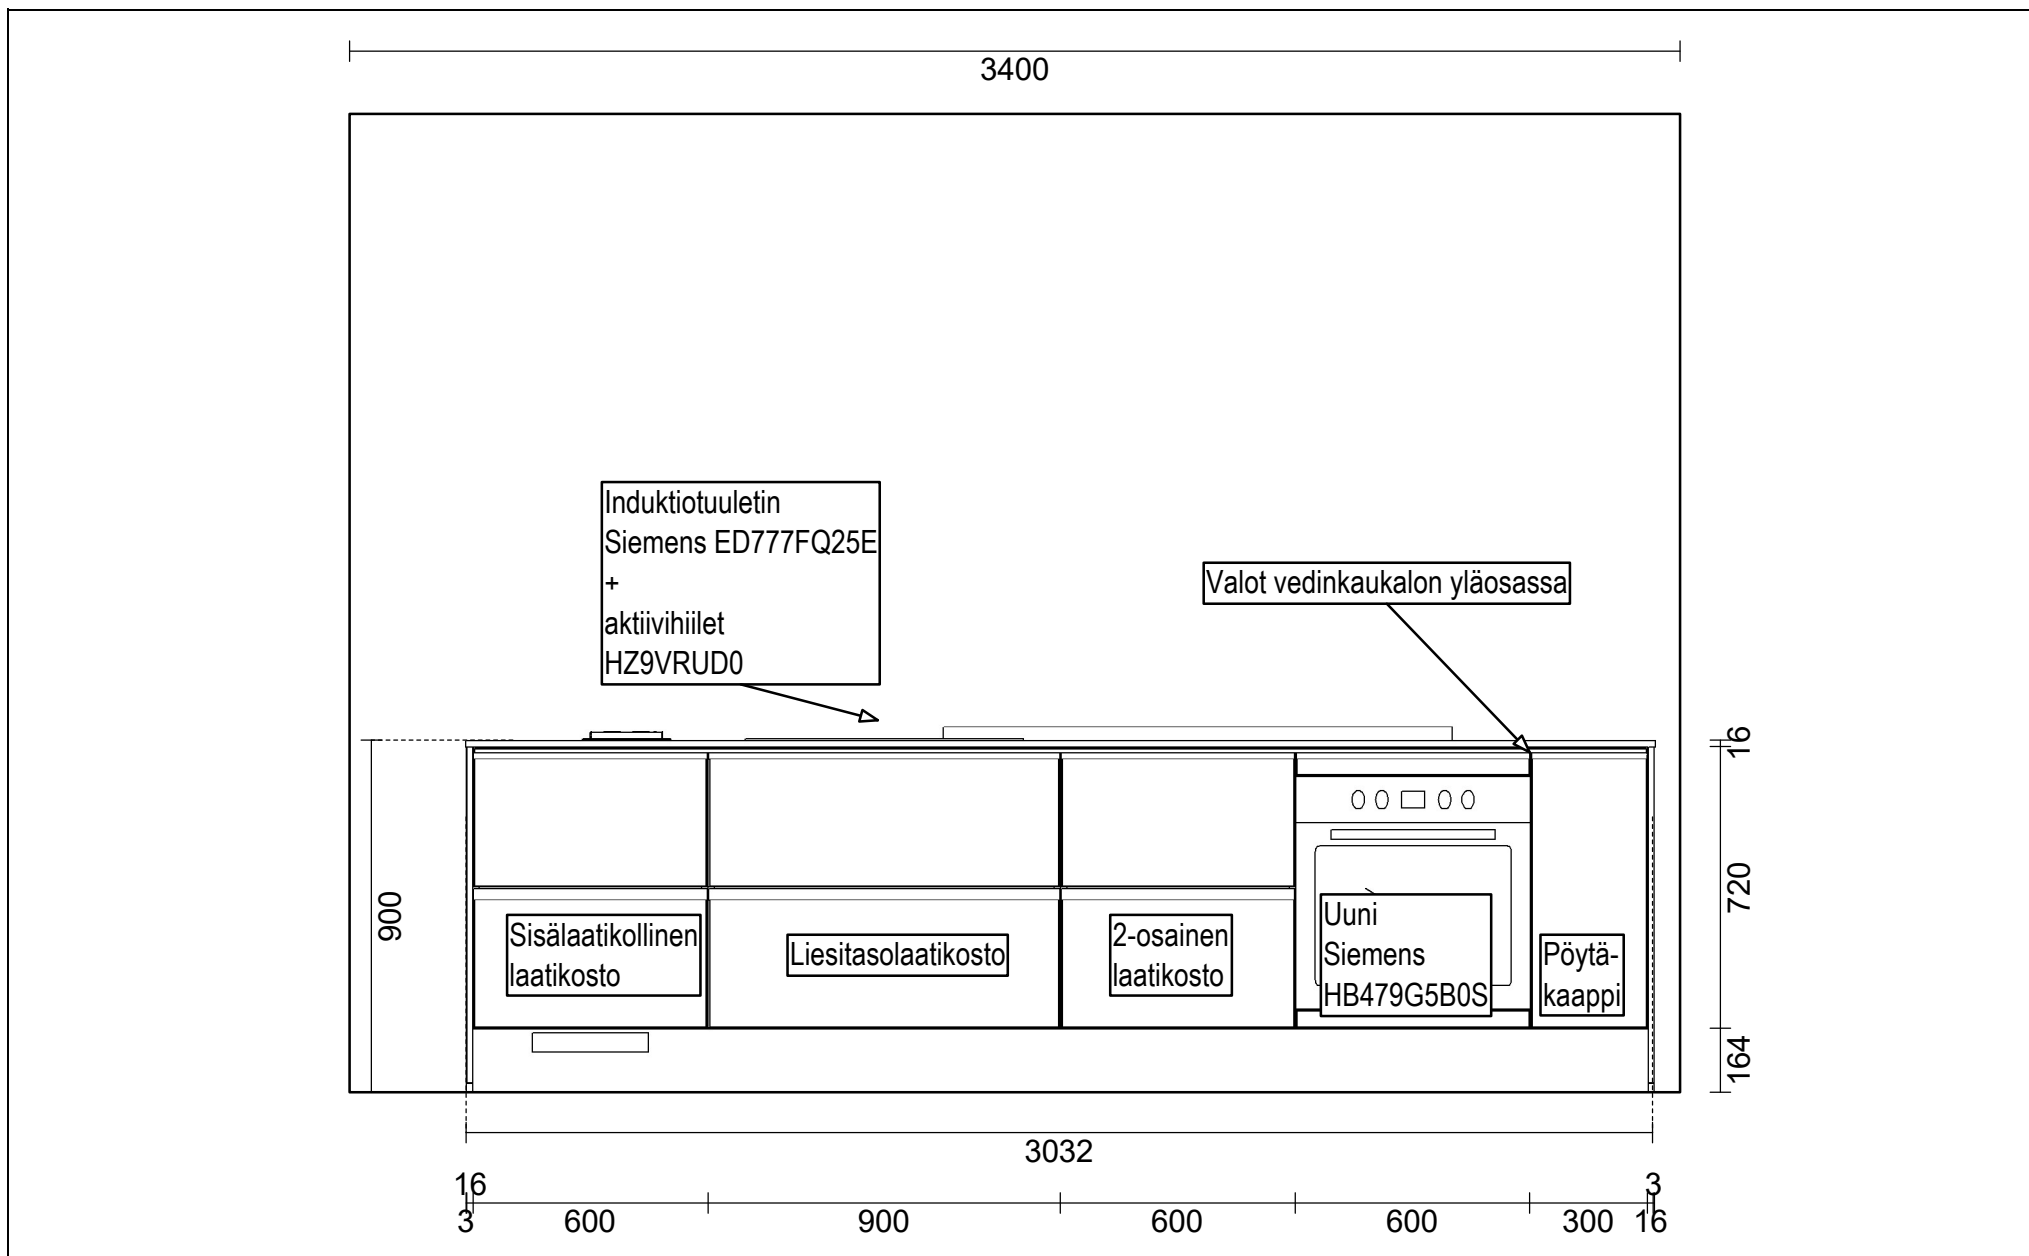 3400
Induktiotuuletin
Siemens ED777FQ25E
+
aktiivihiilet
HZ9VRUD0
Valot vedinkaukalon yläosassa
16
900
720
Sisälaatikollinen
laatikosto
Liesitasolaatikosto
2-osainen
laatikosto
Uuni
Siemens
HB479G5B0S
Pöytä-
kaappi
164
3032
16 3
3 600 900 600 600 300 16